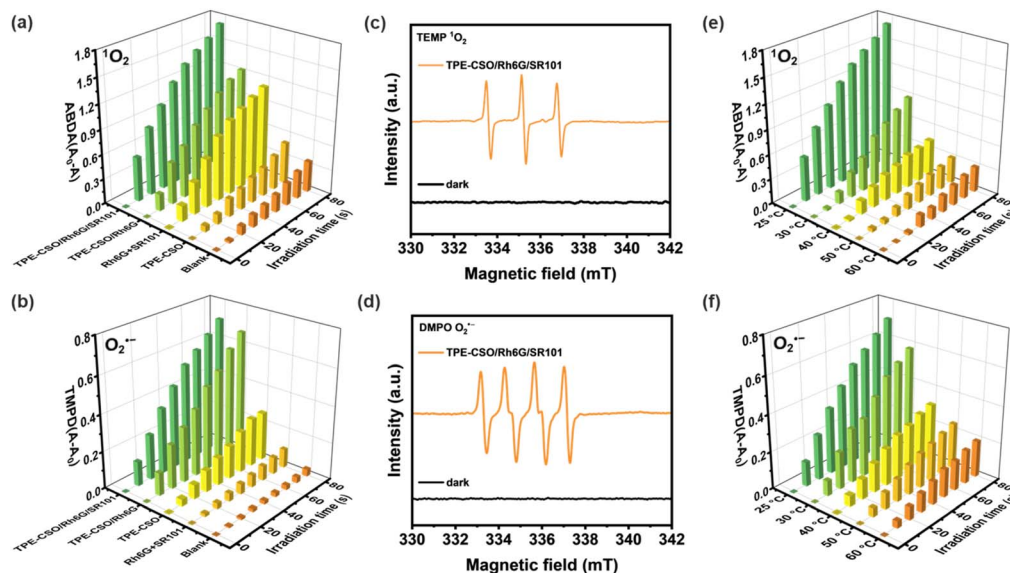 (a)
¹O₂
ABDA(A₀-A)
1.8
1.5
1.2
0.9
0.6
0.3
0.0
TPE-CSO/Rh6G/SR101
TPE-CSO/Rh6G
Rh6G+SR101
TPE-CSO
Blank
0
20
40
60
80
Irradiation time (s)
(c)
TEMP ¹O₂
TPE-CSO/Rh6G/SR101
dark
Intensity (a.u.)
330 332 334 336 338 340 342
Magnetic field (mT)
(e)
¹O₂
ABDA(A₀-A)
1.8
1.5
1.2
0.9
0.6
0.3
0.0
25 °C
30 °C
40 °C
50 °C
60 °C
0
20
40
60
80
Irradiation time (s)
(b)
O₂•−
TMPD(A-A₀)
0.8
0.6
0.4
0.2
0.0
TPE-CSO/Rh6G/SR101
TPE-CSO/Rh6G
TPE-CSO
Rh6G+SR101
Blank
0
20
40
60
80
Irradiation time (s)
(d)
DMPO O₂•−
TPE-CSO/Rh6G/SR101
dark
Intensity (a.u.)
330 332 334 336 338 340 342
Magnetic field (mT)
(f)
O₂•−
TMPD(A-A₀)
0.8
0.6
0.4
0.2
0.0
25 °C
30 °C
40 °C
50 °C
60 °C
0
20
40
60
80
Irradiation time (s)